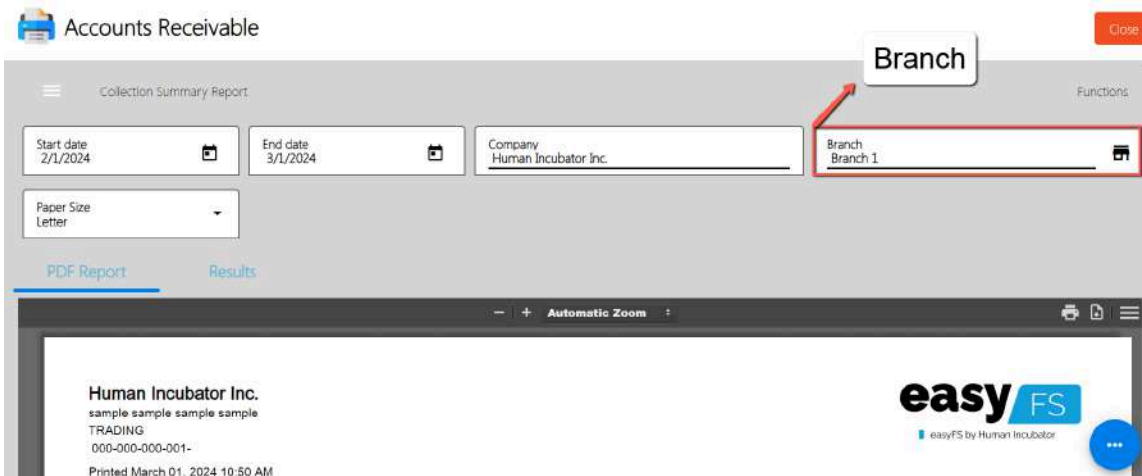 Accounts Receivable
Close
Branch
Collection Summary Report
Functions
Start date
2/1/2024
End date
3/1/2024
Company
Human Incubator Inc.
Branch
Branch 1
Paper Size
Letter
PDF Report
Results
Automatic Zoom
Human Incubator Inc.
sample sample sample sample
TRADING
000-000-000-001-
Printed March 01, 2024 10:50 AM
easy FS
easyFS by Human Incubator